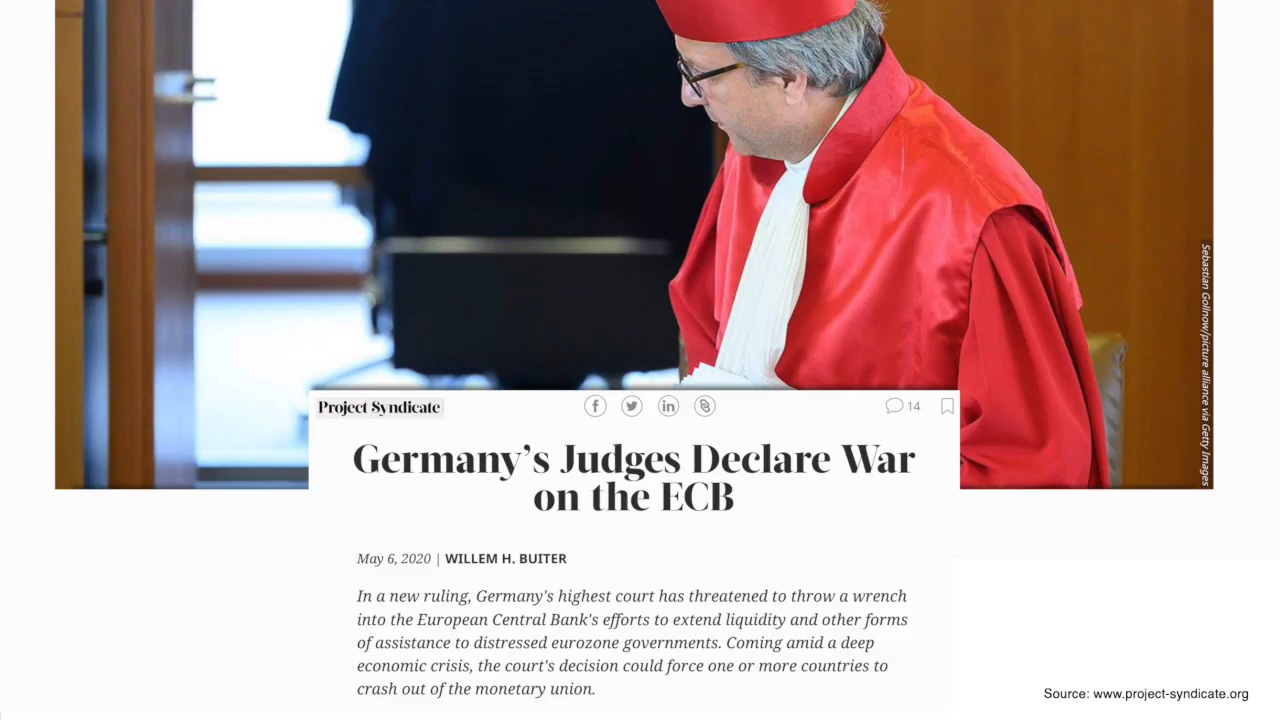 Sebastian Gollnow/picture alliance via Getty Images
Project Syndicate
14
Germany's Judges Declare War
on the ECB
May 6, 2020 | WILLEM H. BUITER
In a new ruling, Germany's highest court has threatened to throw a wrench
into the European Central Bank's efforts to extend liquidity and other forms
of assistance to distressed eurozone governments. Coming amid a deep
economic crisis, the court's decision could force one or more countries to
crash out of the monetary union.
Source: www.project-syndicate.org